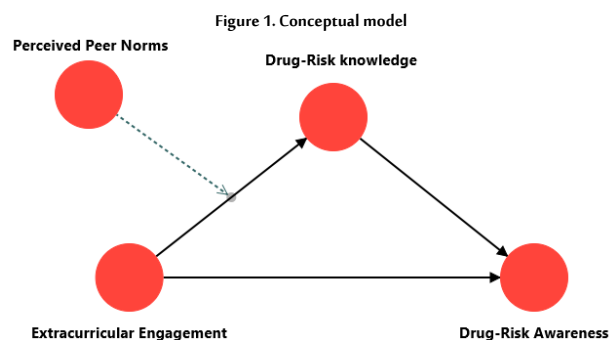 Figure 1. Conceptual model
Perceived Peer Norms
Drug-Risk knowledge
Extracurricular Engagement
Drug-Risk Awareness